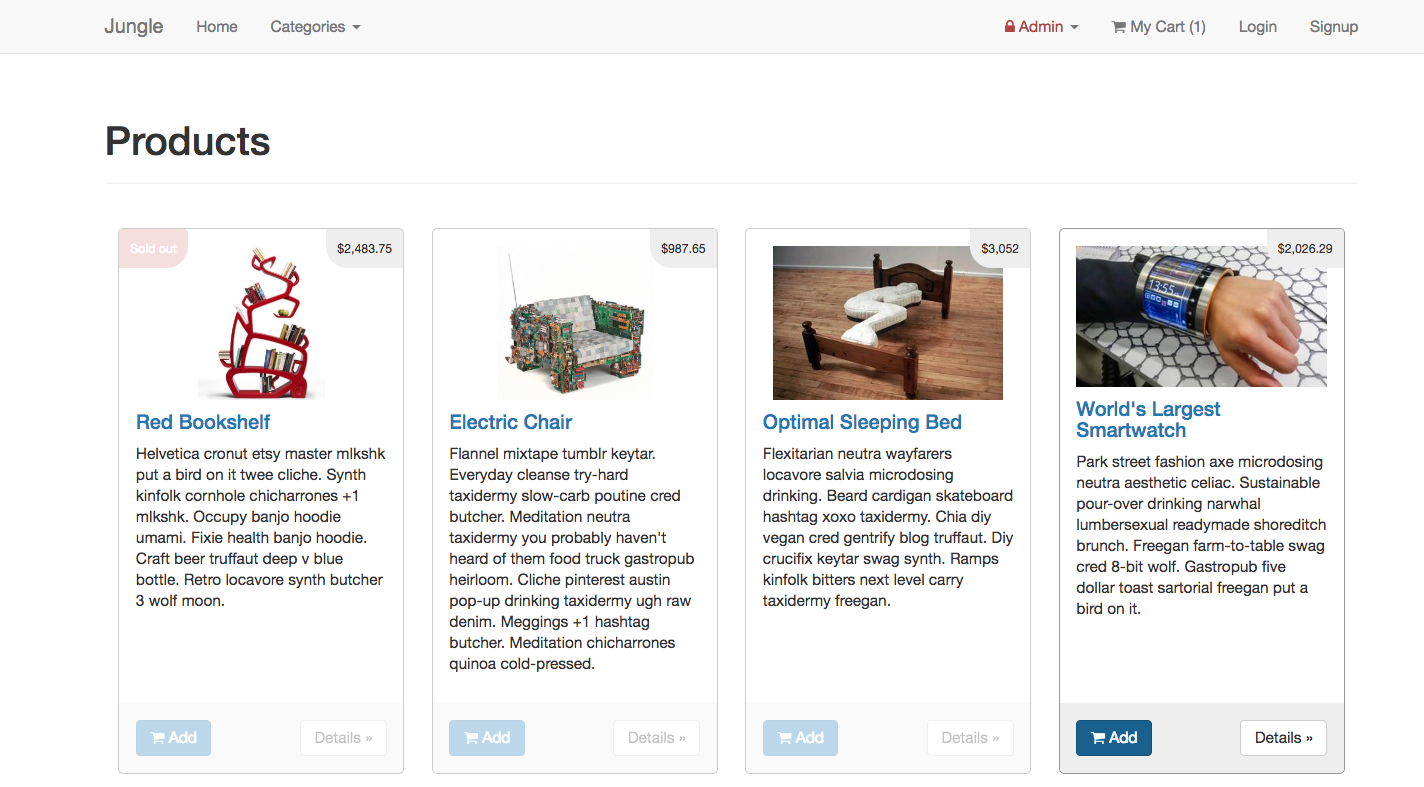 Jungle Home Categories Admin My Cart (1) Login Signup
Products
Sold out $2,483.75
Red Bookshelf
Helvetica cronut etsy master mlkshk
put a bird on it twee cliche. Synth
kinfolk cornhole chicharrones +1
mlkshk. Occupy banjo hoodie
umami. Fixie health banjo hoodie.
Craft beer truffaut deep v blue
bottle. Retro locavore synth butcher
3 wolf moon.
Add Details »
$987.65
Electric Chair
Flannel mixtape tumblr keytar.
Everyday cleanse try-hard
taxidermy slow-carb poutine cred
butcher. Meditation neutra
taxidermy you probably haven't
heard of them food truck gastropub
heirloom. Cliche pinterest austin
pop-up drinking taxidermy ugh raw
denim. Meggings +1 hashtag
butcher. Meditation chicharrones
quinoa cold-pressed.
Add Details »
$3,052
Optimal Sleeping Bed
Flexitarian neutra wayfarers
locavore salvia microdosing
drinking. Beard cardigan skateboard
hashtag xoxo taxidermy. Chia diy
vegan cred gentrify blog truffaut. Diy
crucifix keytar swag synth. Ramps
kinfolk bitters next level carry
taxidermy freegan.
Add Details »
$2,026.29
13:55
World's Largest
Smartwatch
Park street fashion axe microdosing
neutra aesthetic celiac. Sustainable
pour-over drinking narwhal
lumbersexual readymade shoreditch
brunch. Freegan farm-to-table swag
cred 8-bit wolf. Gastropub five
dollar toast sartorial freegan put a
bird on it.
Add Details »